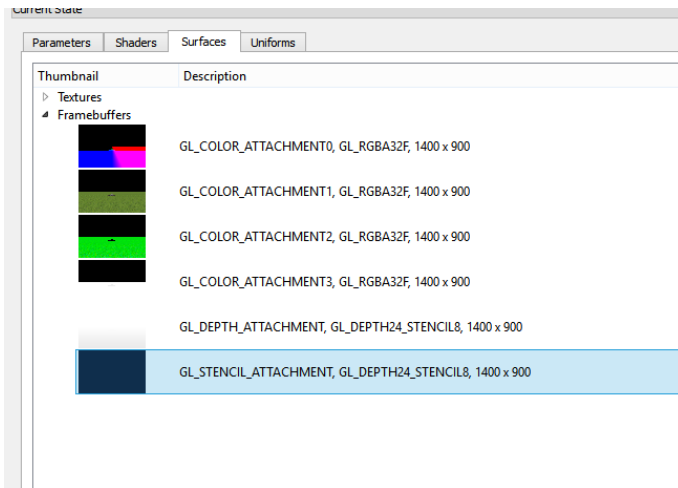 Current State
Parameters Shaders Surfaces Uniforms
Thumbnail Description
Textures
Framebuffers
GL_COLOR_ATTACHMENT0, GL_RGBA32F, 1400 x 900
GL_COLOR_ATTACHMENT1, GL_RGBA32F, 1400 x 900
GL_COLOR_ATTACHMENT2, GL_RGBA32F, 1400 x 900
GL_COLOR_ATTACHMENT3, GL_RGBA32F, 1400 x 900
GL_DEPTH_ATTACHMENT, GL_DEPTH24_STENCIL8, 1400 x 900
GL_STENCIL_ATTACHMENT, GL_DEPTH24_STENCIL8, 1400 x 900